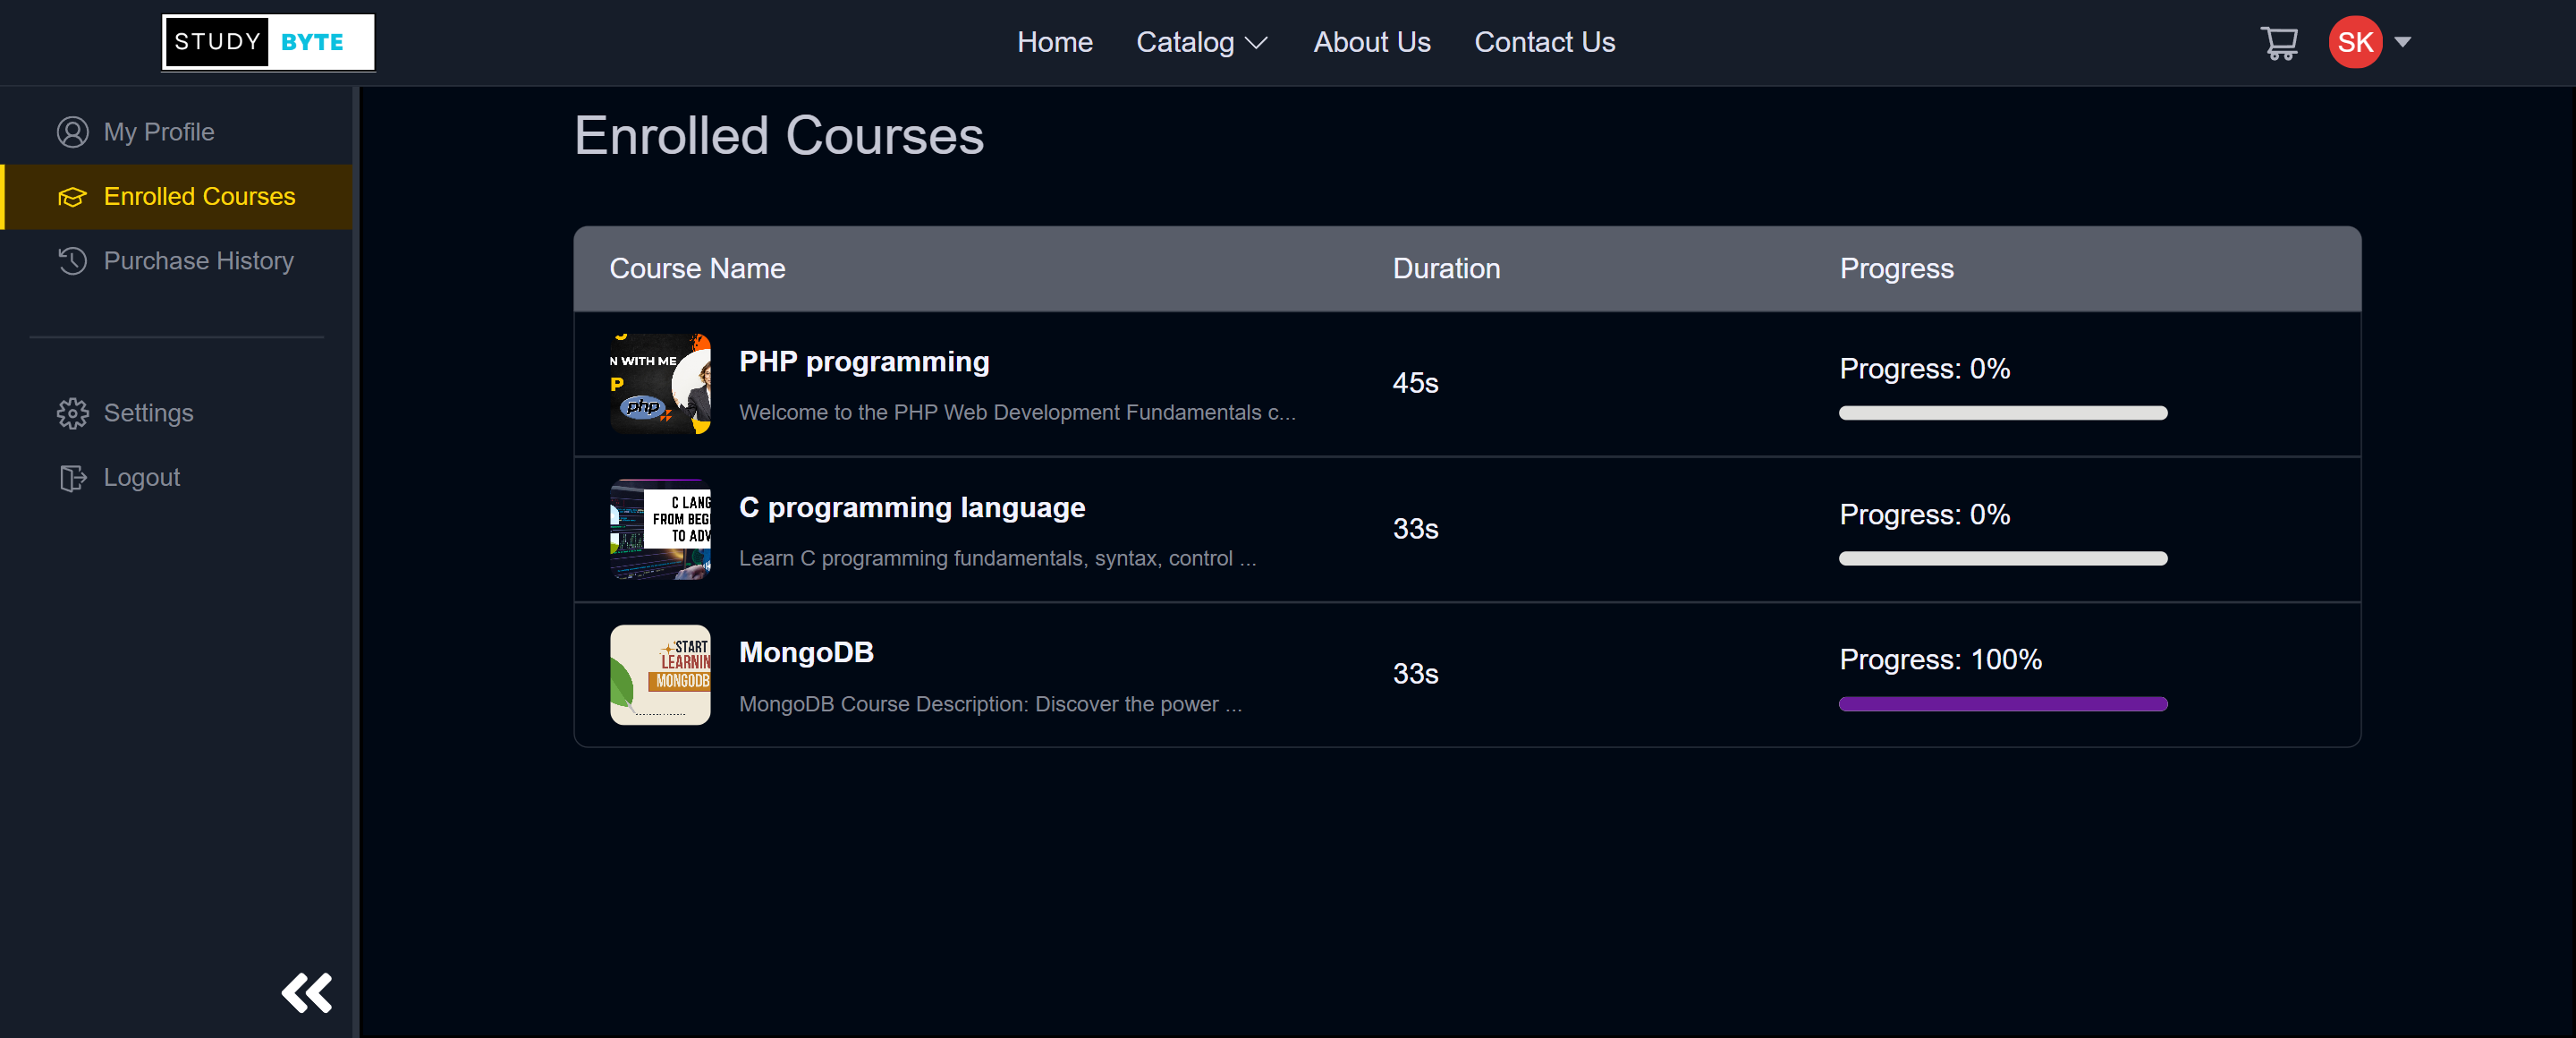 STUDY BYTE
Home Catalog About Us Contact Us
SK
My Profile
Enrolled Courses
Purchase History
Settings
Logout
Enrolled Courses
Course Name Duration Progress
N WITH ME
P
php
PHP programming
Welcome to the PHP Web Development Fundamentals c...
45s
Progress: 0%
C LANG
FROM BEG
TO ADV
C programming language
Learn C programming fundamentals, syntax, control ...
33s
Progress: 0%
START
LEARNIN
MONGODB
MongoDB
MongoDB Course Description: Discover the power ...
33s
Progress: 100%